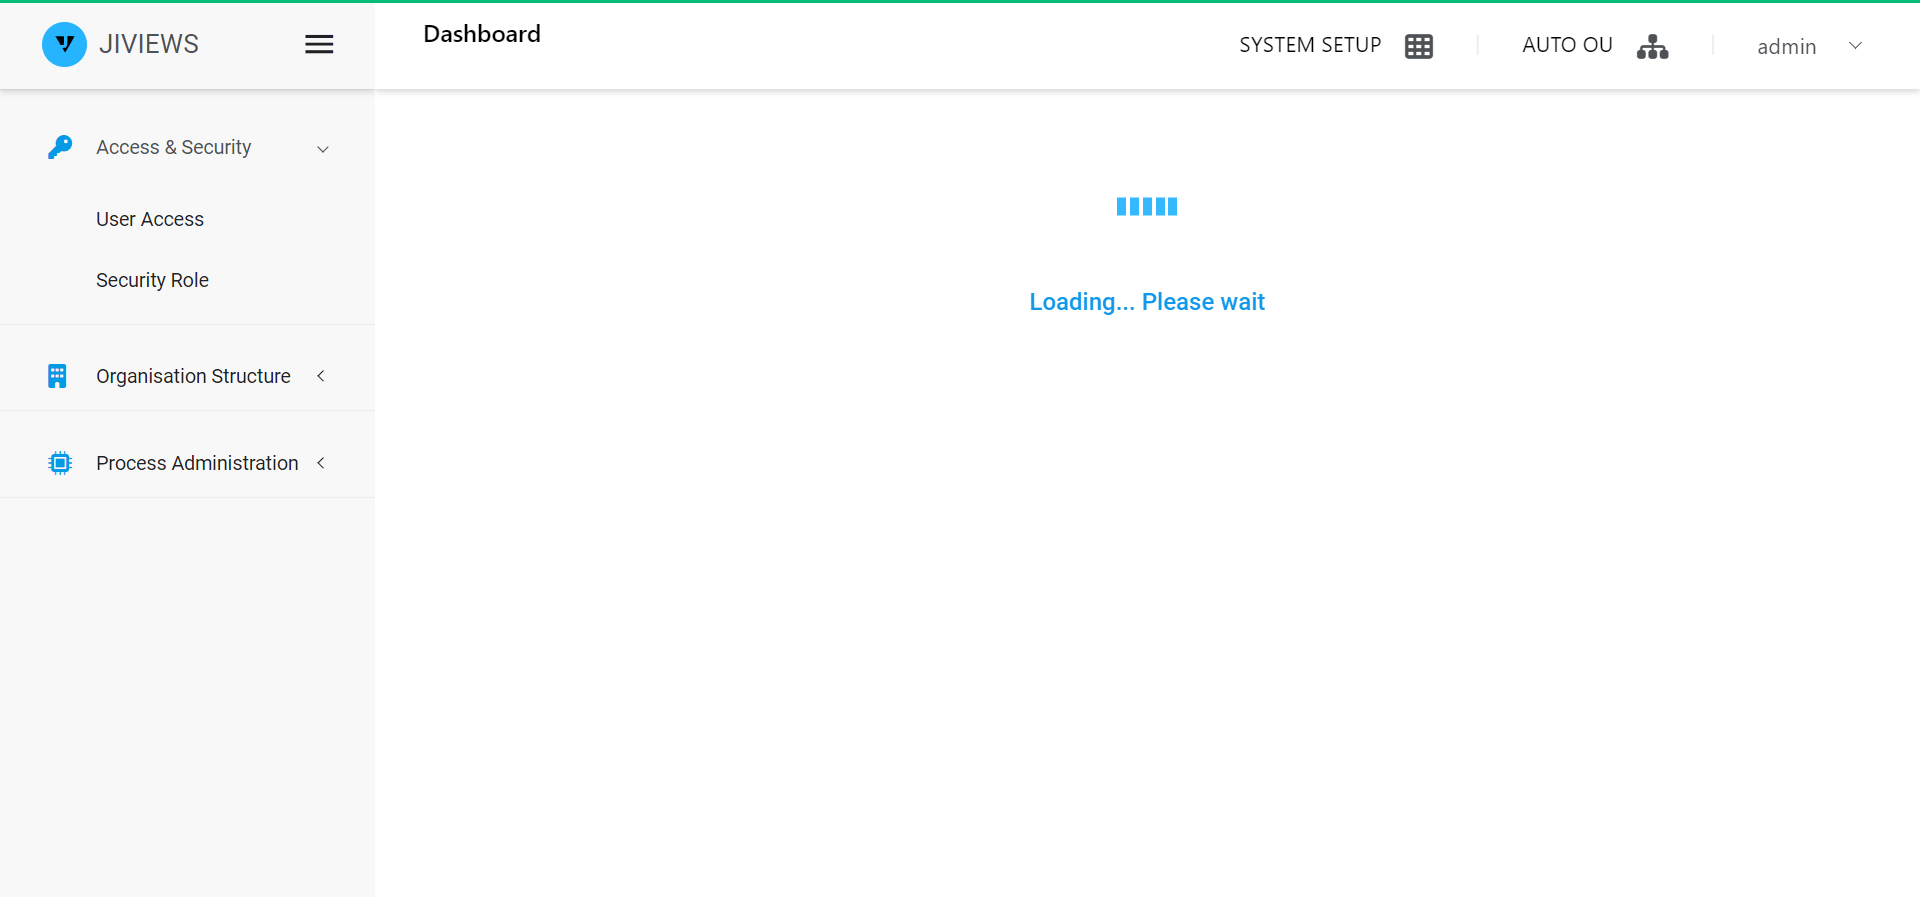 JIVIEWS
Dashboard
SYSTEM SETUP
AUTO OU
admin
Access & Security
User Access
Security Role
Organisation Structure
Process Administration
Loading... Please wait